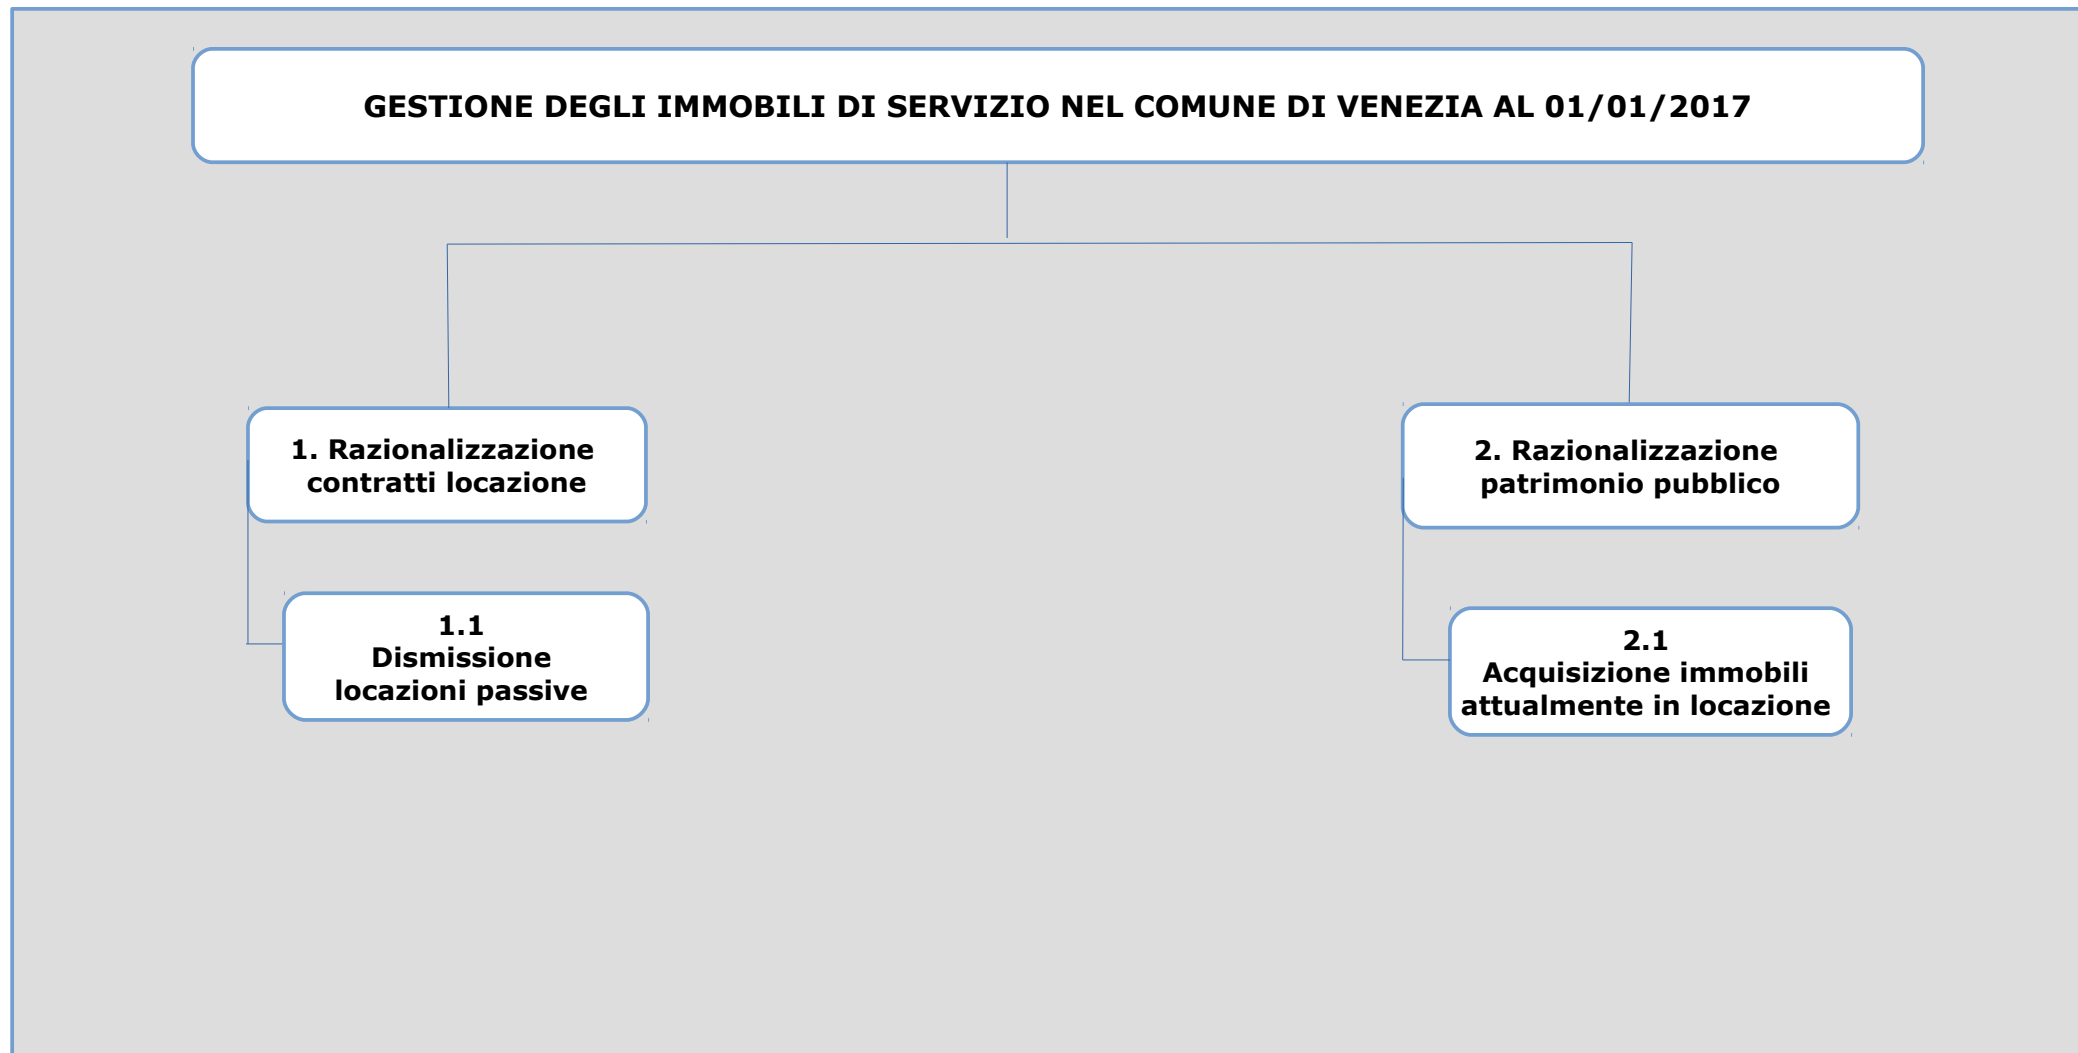 GESTIONE DEGLI IMMOBILI DI SERVIZIO NEL COMUNE DI VENEZIA AL 01/01/2017
1. Razionalizzazione
contratti locazione
2. Razionalizzazione
patrimonio pubblico
1.1
Dismissione
locazioni passive
2.1
Acquisizione immobili
attualmente in locazione